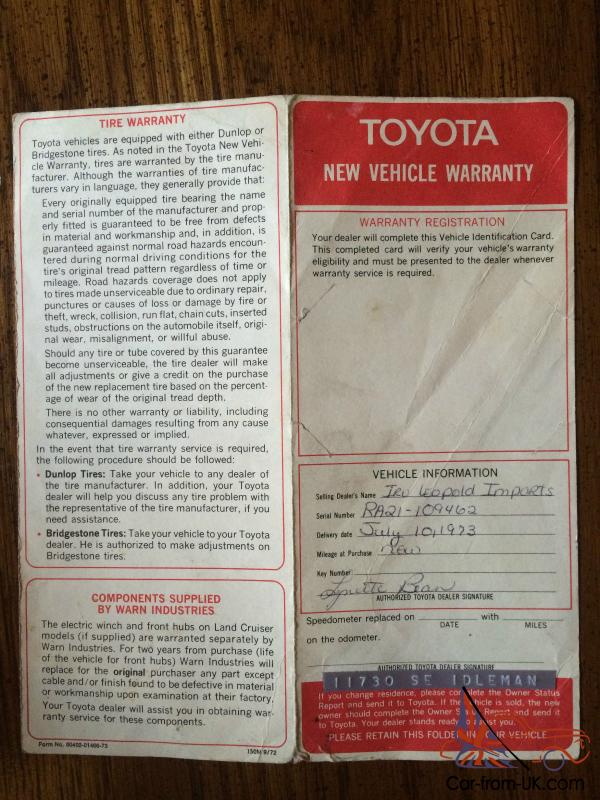 TIRE WARRANTY
Toyota vehicles are equipped with either Dunlop or
Bridgestone tires. As noted in the Toyota New Vehi-
cle Warranty, tires are warranted by the tire manu-
facturer. Although the warranties of tire manufac-
turers vary in language, they generally provide that:
Every originally equipped tire bearing the name
and serial number of the manufacturer and prop-
erly fitted is guaranteed to be free from defects
in material and workmanship and, in addition, is
guaranteed against normal road hazards encoun-
tered during normal driving conditions for the
tire's original tread pattern regardless of time or
mileage. Road hazards coverage does not apply
to tires made unserviceable due to ordinary repair,
punctures or causes of loss or damage by fire or
theft, wreck, collision, run flat, chain cuts, inserted
studs, obstructions on the automobile itself, origi-
nal wear, misalignment, or willful abuse.
Should any tire or tube covered by this guarantee
become unserviceable, the tire dealer will make
all adjustments or give a credit on the purchase
of the new replacement tire based on the percent-
age of wear of the original tread depth.
There is no other warranty or liability, including
consequential damages resulting from any cause
whatever, expressed or implied.
In the event that tire warranty service is required,
the following procedure should be followed:
• Dunlop Tires: Take your vehicle to any dealer of
the tire manufacturer. In addition, your Toyota
dealer will help you discuss any tire problem with
the representative of the tire manufacturer, if you
need assistance.
• Bridgestone Tires: Take your vehicle to your Toyota
dealer. He is authorized to make adjustments on
Bridgestone tires.
COMPONENTS SUPPLIED
BY WARN INDUSTRIES
The electric winch and front hubs on Land Cruiser
models (if supplied) are warranted separately by
Warn Industries. For two years from purchase (life
of the vehicle for front hubs) Warn Industries will
replace for the original purchaser any part except
cable and/or finish found to be defective in material
or workmanship upon examination at their factory.
Your Toyota dealer will assist you in obtaining war-
ranty service for these components.
Form No. 00402-01406-73
150M 9/72
TOYOTA
NEW VEHICLE WARRANTY
WARRANTY REGISTRATION
Your dealer will complete this Vehicle Identification Card.
This completed card will verify your vehicle's warranty
eligibility and must be presented to the dealer whenever
warranty service is required.
VEHICLE INFORMATION
Selling Dealer's Name Irv Leopold Imports
Serial Number RA21-109462
Delivery date July 10, 1973
Mileage at Purchase new
Key Number
Lynette Bean
AUTHORIZED TOYOTA DEALER SIGNATURE
Speedometer replaced on with
DATE MILES
on the odometer.
AUTHORIZED TOYOTA DEALER SIGNATURE
11730 SE IDLEMAN
If you change residence, please complete the Owner Status
Report and send it to Toyota. If the vehicle is sold, the new
owner should complete the Owner Status Report and send it
to Toyota. Your dealer stands ready to assist you.
PLEASE RETAIN THIS FOLDER IN YOUR VEHICLE
Car-from-UK.com